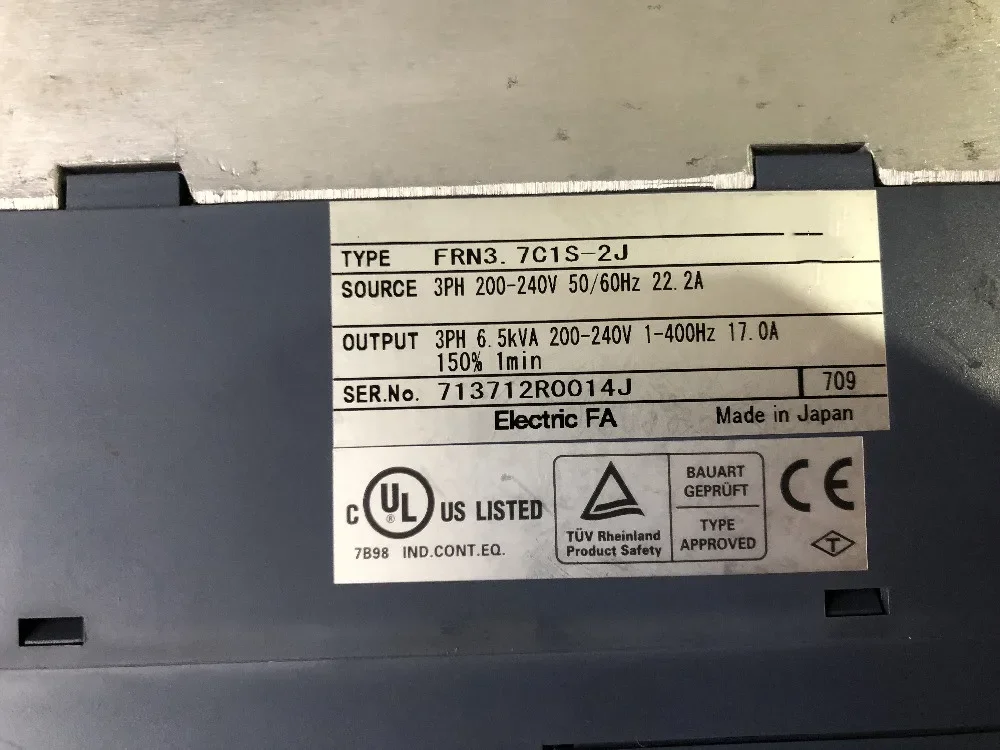 TYPE FRN3.7C1S-2J
SOURCE 3PH 200-240V 50/60Hz 22.2A
OUTPUT 3PH 6.5kVA 200-240V 1-400Hz 17.0A
150% 1min
SER.No. 713712R0014J 709
Electric FA Made in Japan
C UL ® US LISTED
7B98 IND.CONT.EQ.
TÜV Rheinland
Product Safety
BAUART
GEPRÜFT
TYPE
APPROVED
CE
T